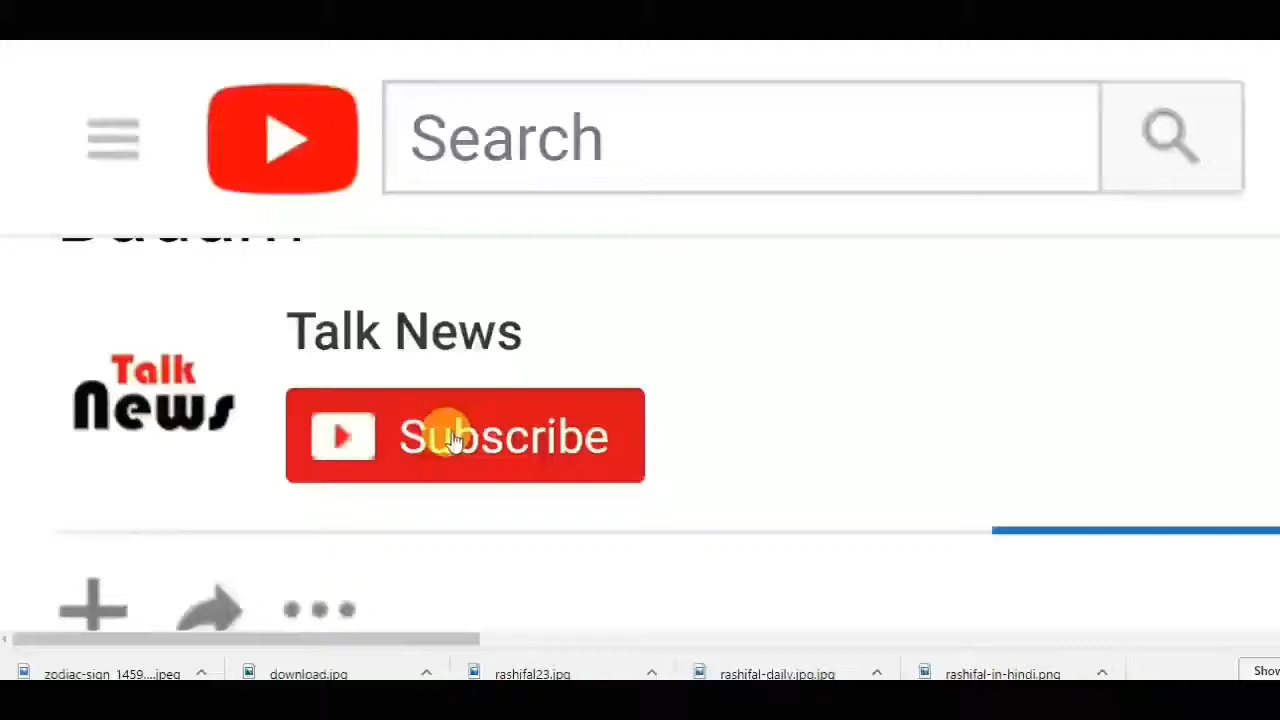 Search
Talk News
Talk
News
Subscribe
zodiac-sign_1459....jpeg
download.jpg
rashifal23.jpg
rashifal-daily.jpg.jpg
rashifal-in-hindi.png